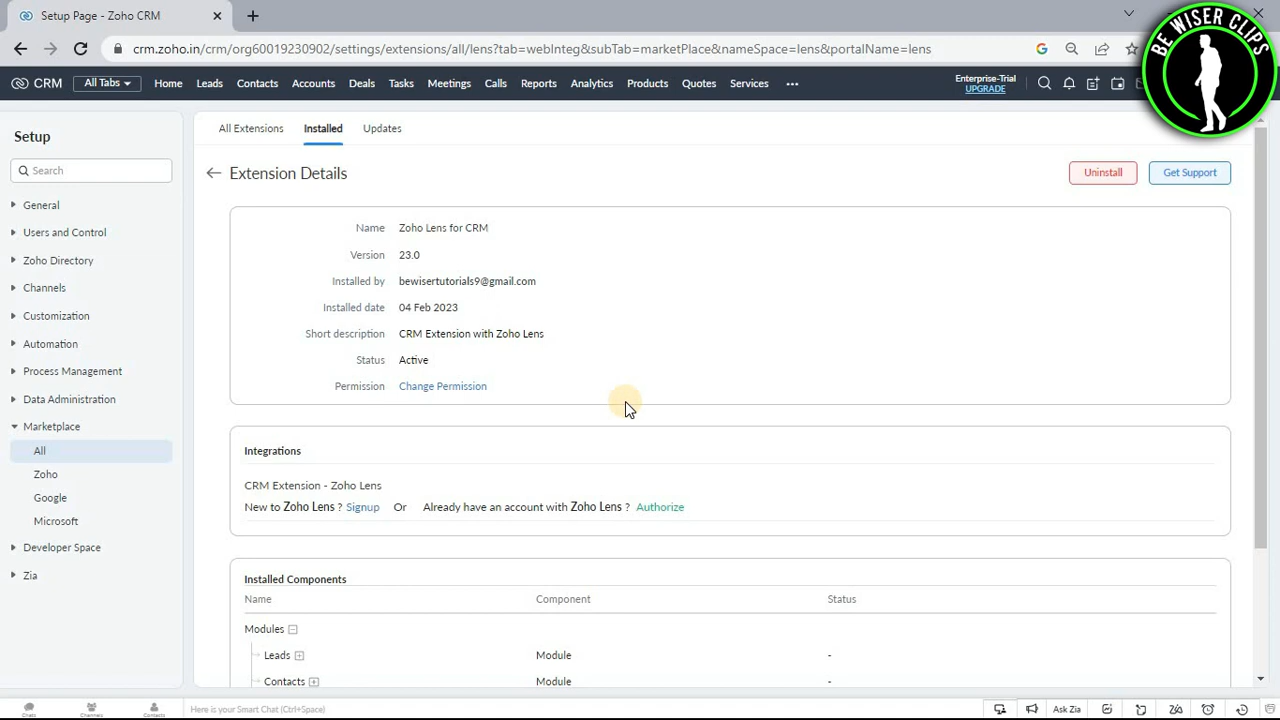 Setup Page - Zoho CRM
crm.zoho.in/crm/org60019230902/settings/extensions/all/lens?tab=webInteg&subTab=marketPlace&nameSpace=lens&portalName=lens
BE WISER CLIPS
CRM All Tabs Home Leads Contacts Accounts Deals Tasks Meetings Calls Reports Analytics Products Quotes Services ... Enterprise-Trial
UPGRADE
Setup
Search
General
Users and Control
Zoho Directory
Channels
Customization
Automation
Process Management
Data Administration
Marketplace
All
Zoho
Google
Microsoft
Developer Space
Zia
All Extensions Installed Updates
Extension Details Uninstall Get Support
Name Zoho Lens for CRM
Version 23.0
Installed by bewisertutorials9@gmail.com
Installed date 04 Feb 2023
Short description CRM Extension with Zoho Lens
Status Active
Permission Change Permission
Integrations
CRM Extension - Zoho Lens
New to Zoho Lens ? Signup Or Already have an account with Zoho Lens ? Authorize
Installed Components
Name Component Status
Modules
Leads Module -
Contacts Module -
Chats Channels Contacts Here is your Smart Chat (Ctrl+Space) Ask Zia